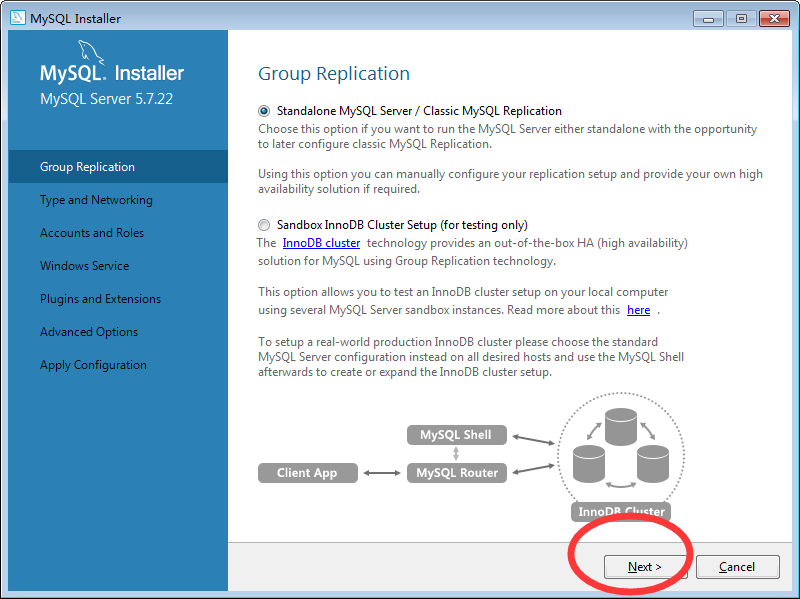 MySQL Installer
MySQL. Installer
MySQL Server 5.7.22
Group Replication
Type and Networking
Accounts and Roles
Windows Service
Plugins and Extensions
Advanced Options
Apply Configuration
Group Replication
Standalone MySQL Server / Classic MySQL Replication
Choose this option if you want to run the MySQL Server either standalone with the opportunity
to later configure classic MySQL Replication.
Using this option you can manually configure your replication setup and provide your own high
availability solution if required.
Sandbox InnoDB Cluster Setup (for testing only)
The InnoDB cluster technology provides an out-of-the-box HA (high availability)
solution for MySQL using Group Replication technology.
This option allows you to test an InnoDB cluster setup on your local computer
using several MySQL Server sandbox instances. Read more about this here .
To setup a real-world production InnoDB cluster please choose the standard
MySQL Server configuration instead on all desired hosts and use the MySQL Shell
afterwards to create or expand the InnoDB cluster setup.
MySQL Shell
Client App
MySQL Router
InnoDB Cluster
Next >
Cancel